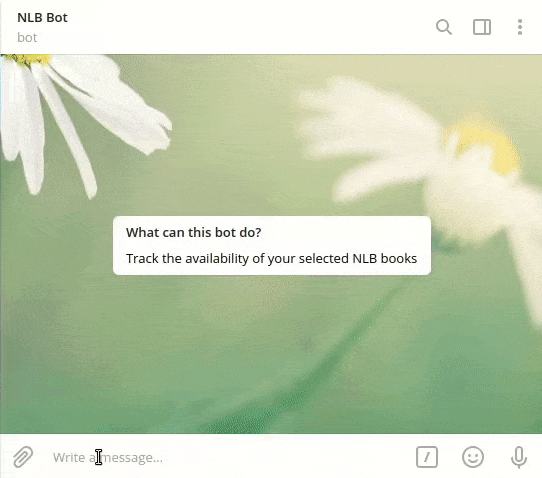 NLB Bot
bot
What can this bot do?
Track the availability of your selected NLB books
Write a message...